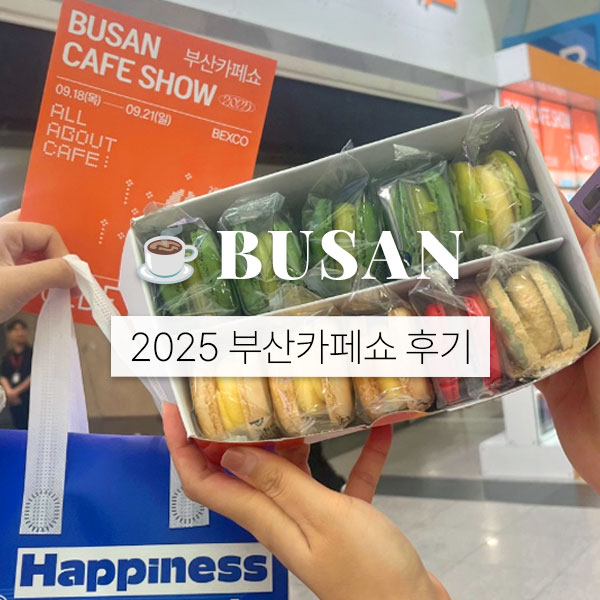 BUSAN
CAFE SHOW
부산카페쇼
2025
09.18(목) — 09.21(일)
BEXCO
ALL
ABOUT
CAFE:
BUSAN
2025 부산카페쇼 후기
Happiness